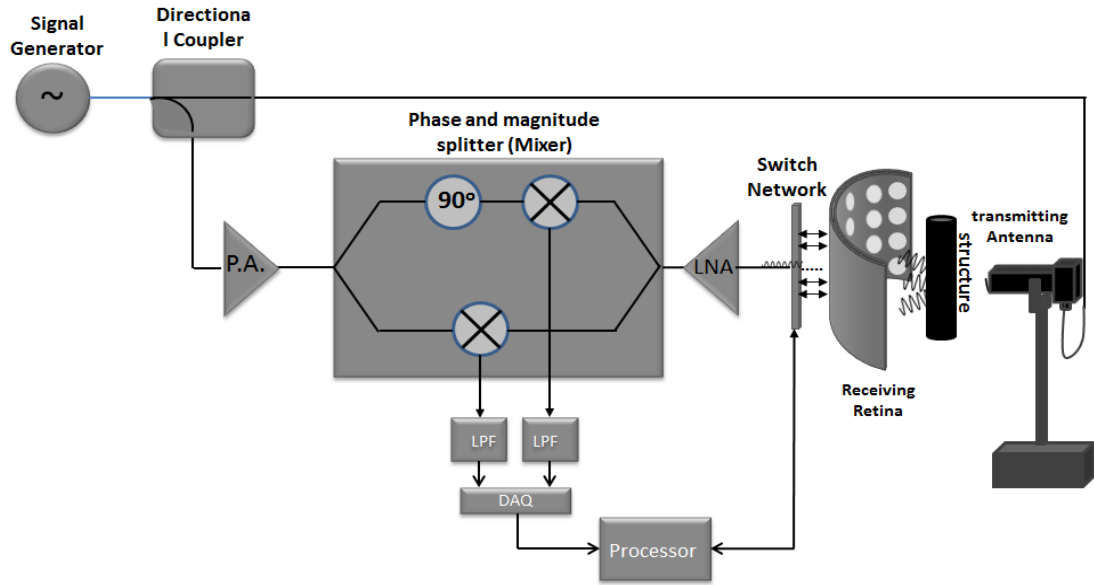 Signal
Generator
Directiona
l Coupler
~
Phase and magnitude
splitter (Mixer)
90°
P.A.
LNA
Switch
Network
structure
transmitting
Antenna
Receiving
Retina
LPF
LPF
DAQ
Processor